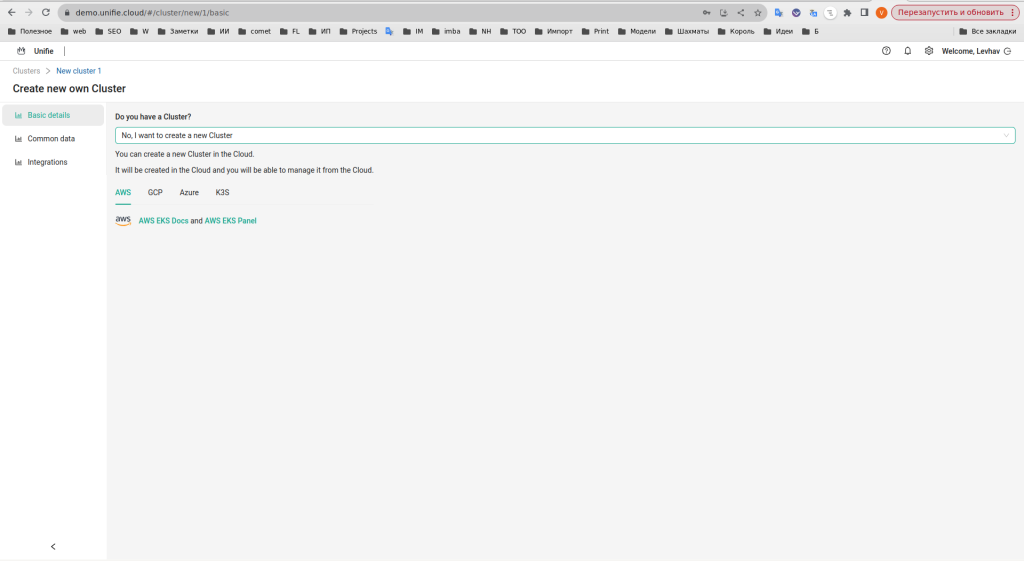 demo.unifie.cloud/#/cluster/new/1/basic
V
Перезапустить и обновить
Полезное web SEO W Заметки ИИ comet FL ИП Projects IM imba NH ТОО Импорт Print Модели Шахматы Король Идеи Б Все закладки
Unifie
Welcome, Levhav
Clusters > New cluster 1
Create new own Cluster
Basic details
Common data
Integrations
Do you have a Cluster?
No, I want to create a new Cluster
You can create a new Cluster in the Cloud.
It will be created in the Cloud and you will be able to manage it from the Cloud.
AWS GCP Azure K3S
aws AWS EKS Docs and AWS EKS Panel